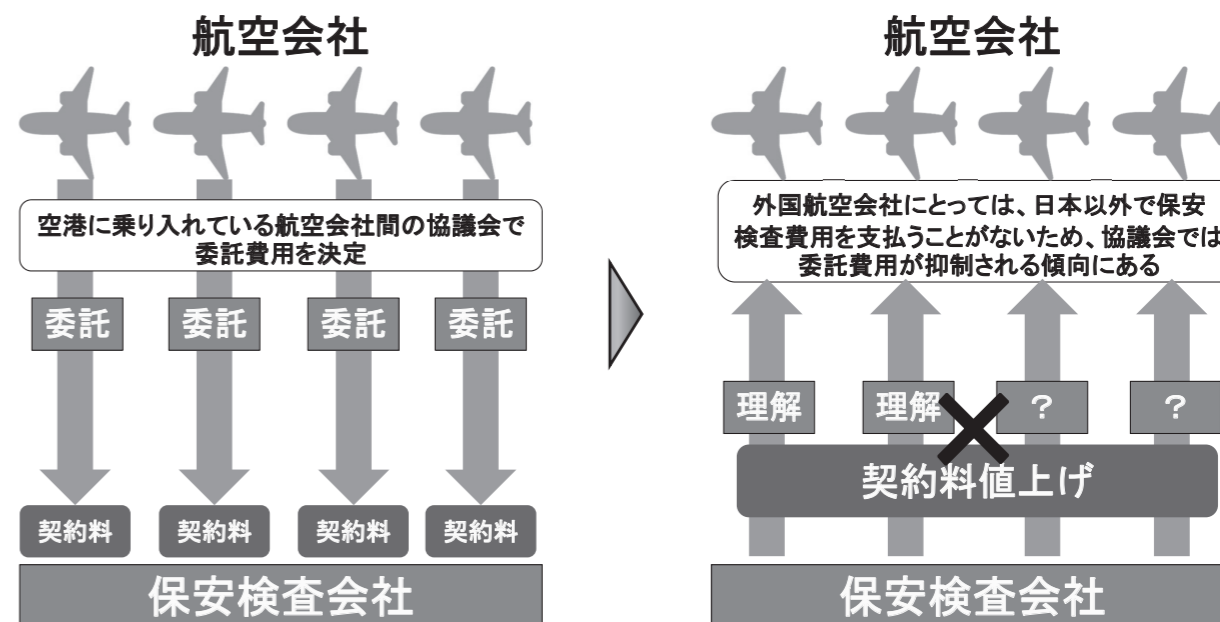 航空会社
空港に乗り入れている航空会社間の協議会で
委託費用を決定
委託 委託 委託 委託
契約料 契約料 契約料 契約料
保安検査会社
航空会社
外国航空会社にとっては、日本以外で保安
検査費用を支払うことがないため、協議会では
委託費用が抑制される傾向にある
理解 理解 ？ ？
契約料値上げ
保安検査会社